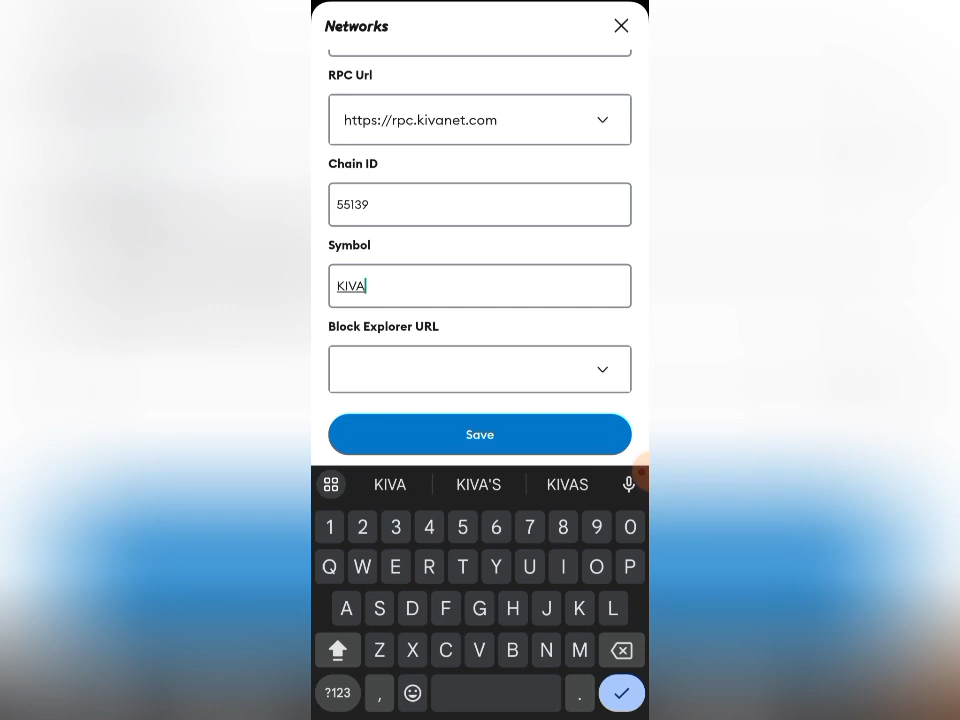 Networks
RPC Url
https://rpc.kivanet.com
Chain ID
55139
Symbol
KIVA
Block Explorer URL
Save
KIVA KIVA'S KIVAS
1 2 3 4 5 6 7 8 9 0
Q W E R T Y U I O P
A S D F G H J K L
Z X C V B N M
?123 , .